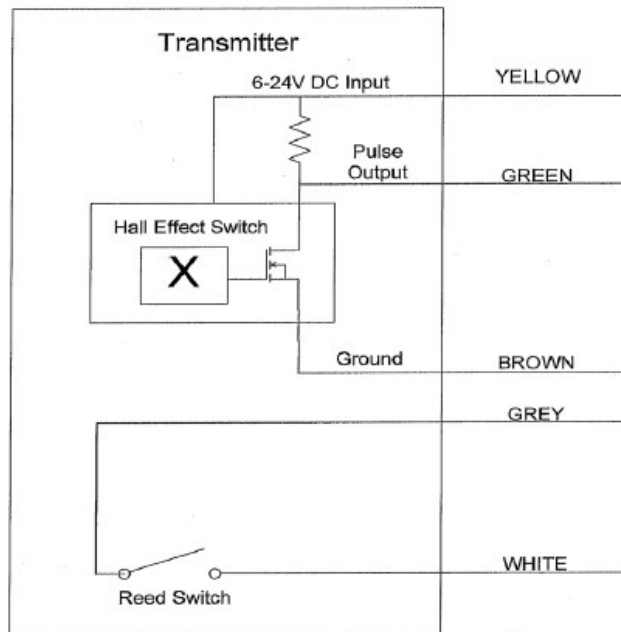 Transmitter
6-24V DC Input
YELLOW
Pulse
Output
GREEN
Hall Effect Switch
X
Ground
BROWN
GREY
WHITE
Reed Switch